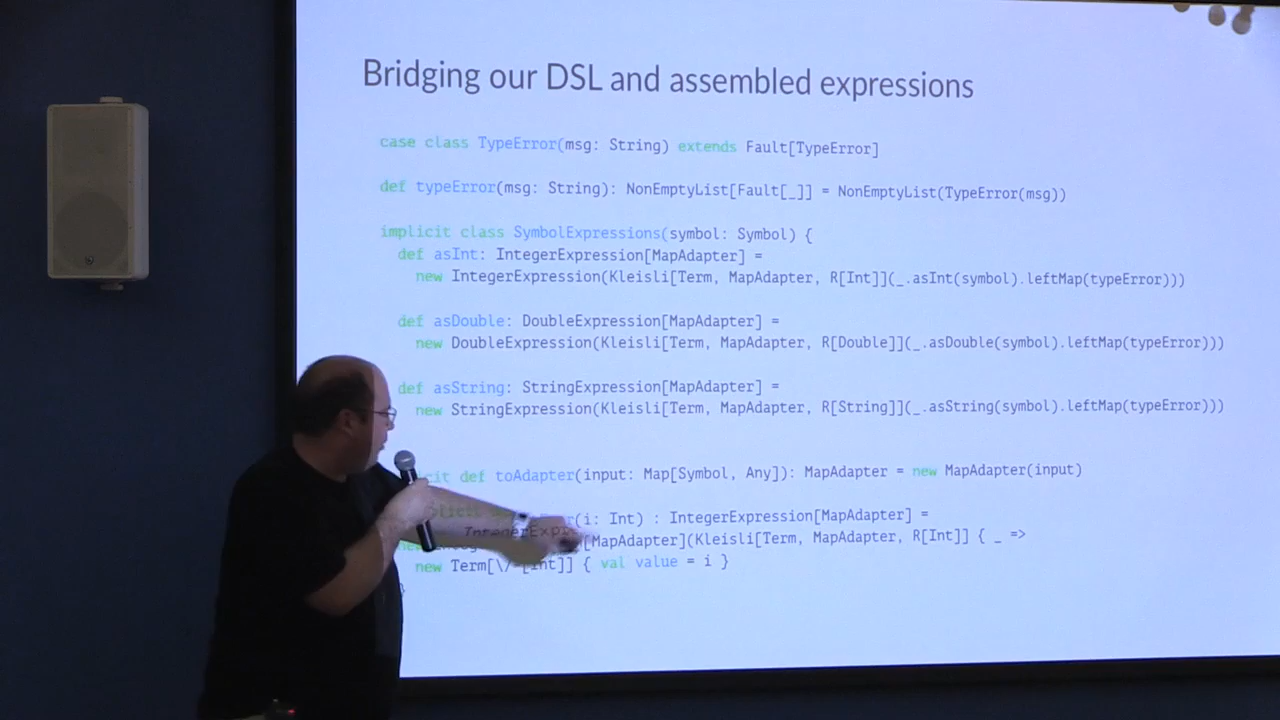 Bridging our DSL and assembled expressions
case class TypeError(msg: String) extends Fault[TypeError]
def typeError(msg: String): NonEmptyList[Fault[_]] = NonEmptyList(TypeError(msg))
implicit class SymbolExpressions(symbol: Symbol) {
def asInt: IntegerExpression[MapAdapter] =
new IntegerExpression(Kleisli[Term, MapAdapter, R[Int]](_.asInt(symbol).leftMap(typeError)))
def asDouble: DoubleExpression[MapAdapter] =
new DoubleExpression(Kleisli[Term, MapAdapter, R[Double]](_.asDouble(symbol).leftMap(typeError)))
def asString: StringExpression[MapAdapter] =
new StringExpression(Kleisli[Term, MapAdapter, R[String]](_.asString(symbol).leftMap(typeError)))
def toAdapter(input: Map[Symbol, Any]): MapAdapter = new MapAdapter(input)
(i: Int) : IntegerExpression[MapAdapter] =
[MapAdapter](Kleisli[Term, MapAdapter, R[Int]] { _ =>
new Term[\/ [Int]] { val value = i }